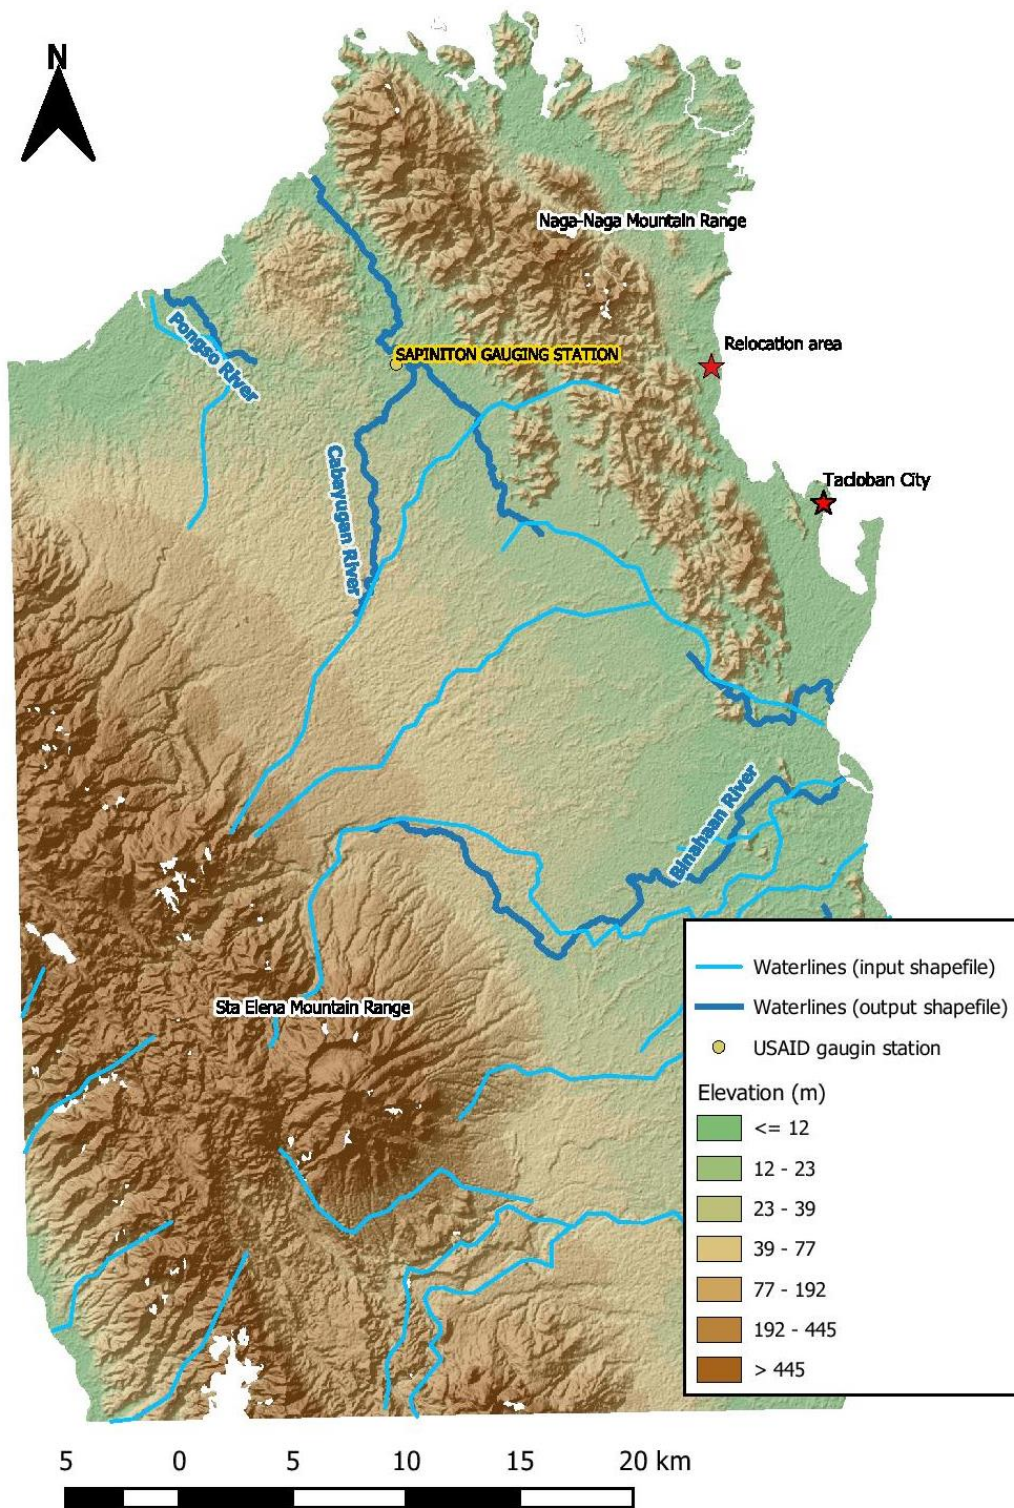 N
Naga-Naga Mountain Range
Pongso River
Relocation area
SAPINITON GAUGING STATION
Cabayugan River
Tacloban City
Binahaan River
Sta Elena Mountain Range
Waterlines (input shapefile)
Waterlines (output shapefile)
USAID gaugin station
Elevation (m)
<= 12
12 - 23
23 - 39
39 - 77
77 - 192
192 - 445
> 445
5 0 5 10 15 20 km